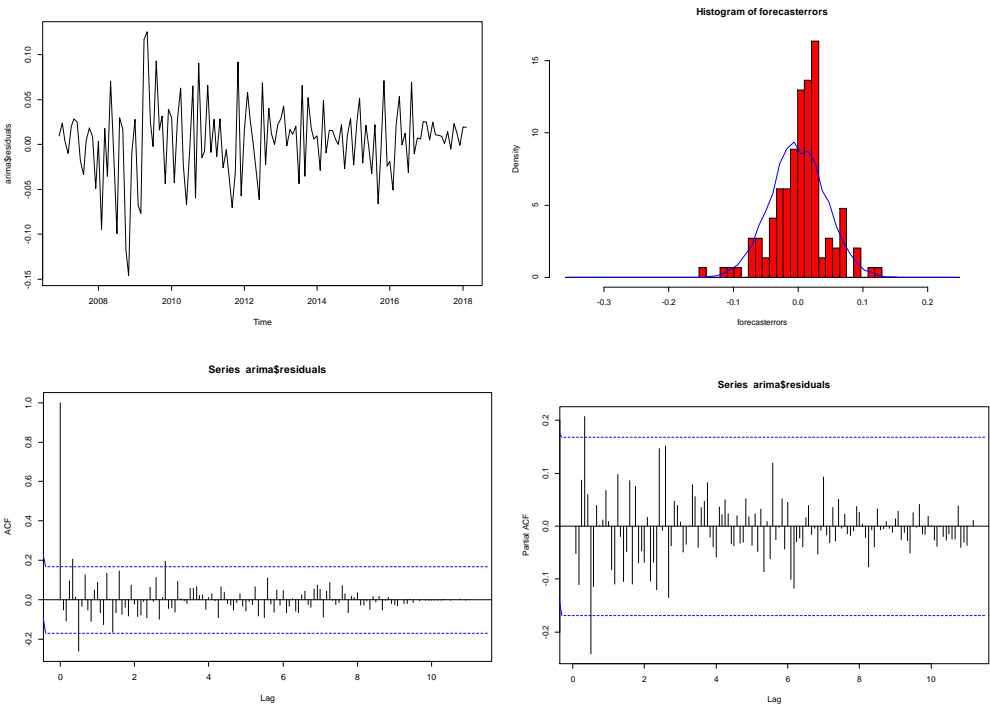 arima$residuals
0.10
0.05
0.00
-0.05
-0.10
-0.15
2008 2010 2012 2014 2016 2018
Time
Histogram of forecasterrors
Density
15
10
5
0
-0.3 -0.2 -0.1 0.0 0.1 0.2
forecasterrors
Series arima$residuals
ACF
1.0
0.8
0.6
0.4
0.2
0.0
-0.2
0 2 4 6 8 10
Lag
Series arima$residuals
Partial ACF
0.2
0.1
0.0
-0.1
-0.2
0 2 4 6 8 10
Lag